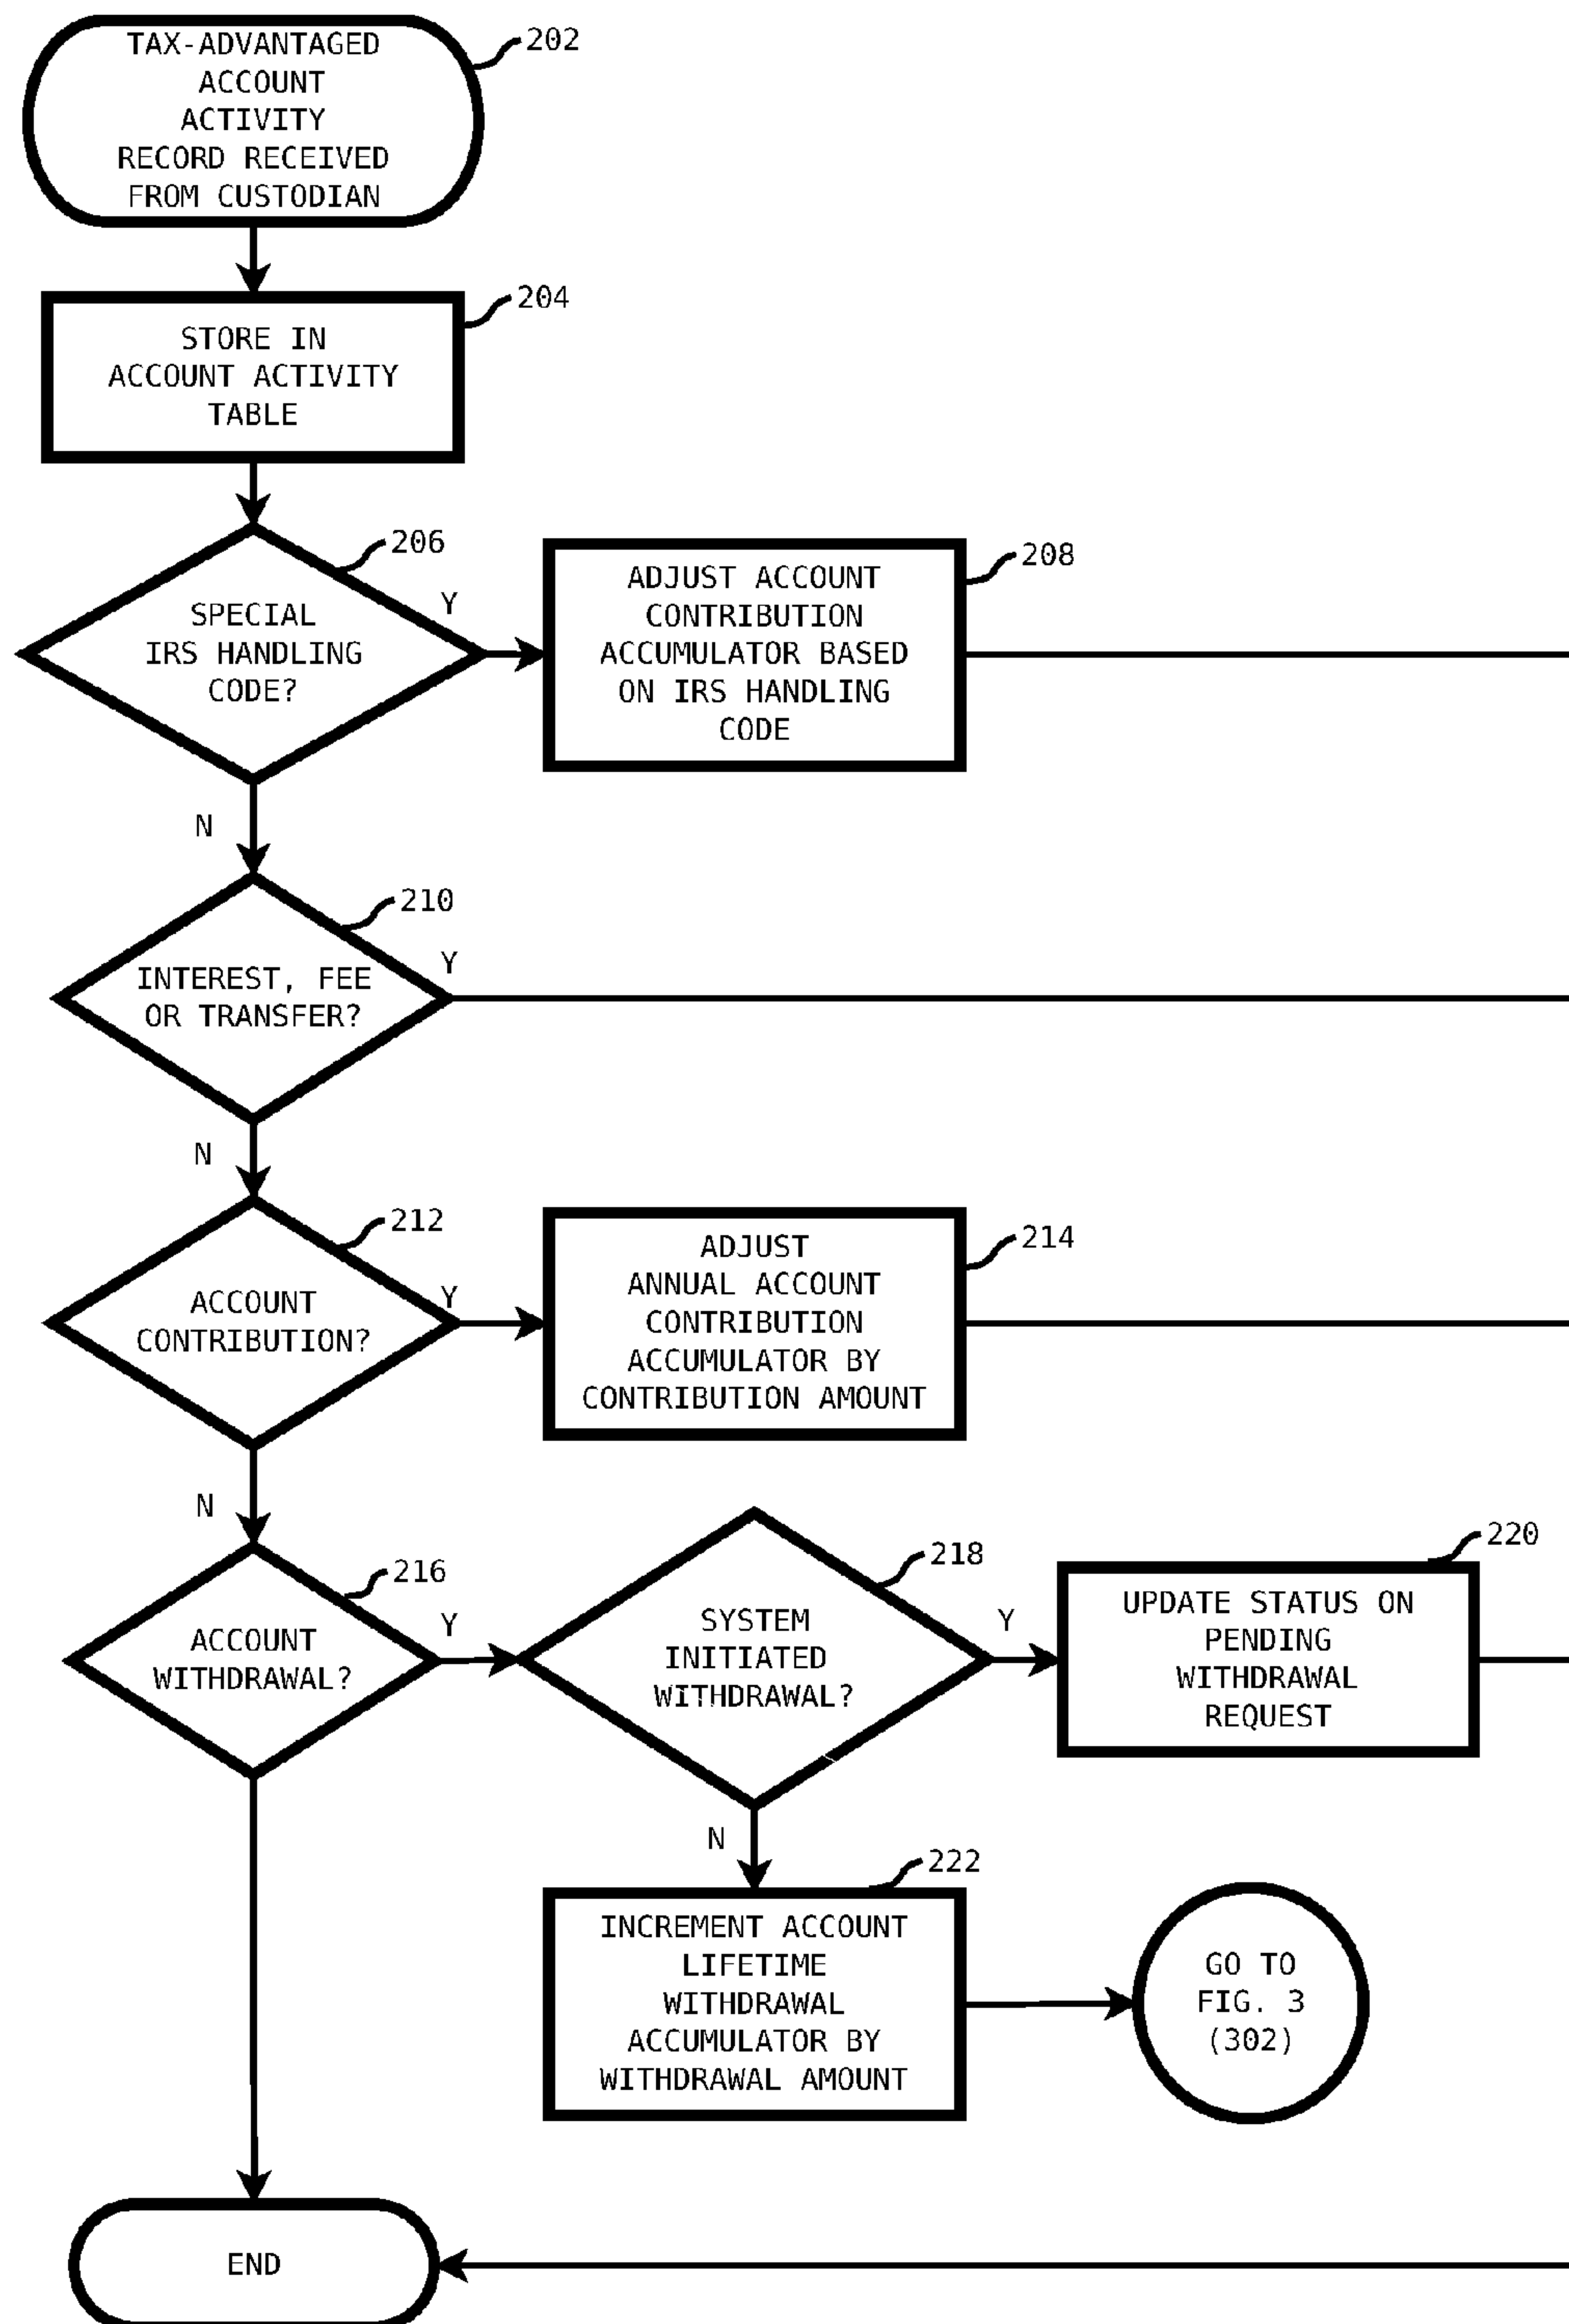 TAX-ADVANTAGED
ACCOUNT
ACTIVITY
RECORD RECEIVED
FROM CUSTODIAN
202
STORE IN
ACCOUNT ACTIVITY
TABLE
204
SPECIAL
IRS HANDLING
CODE?
206
Y
N
ADJUST ACCOUNT
CONTRIBUTION
ACCUMULATOR BASED
ON IRS HANDLING
CODE
208
INTEREST, FEE
OR TRANSFER?
210
Y
N
ACCOUNT
CONTRIBUTION?
212
Y
N
ADJUST
ANNUAL ACCOUNT
CONTRIBUTION
ACCUMULATOR BY
CONTRIBUTION AMOUNT
214
ACCOUNT
WITHDRAWAL?
216
Y
SYSTEM
INITIATED
WITHDRAWAL?
218
Y
N
UPDATE STATUS ON
PENDING
WITHDRAWAL
REQUEST
220
INCREMENT ACCOUNT
LIFETIME
WITHDRAWAL
ACCUMULATOR BY
WITHDRAWAL AMOUNT
222
GO TO
FIG. 3
(302)
END